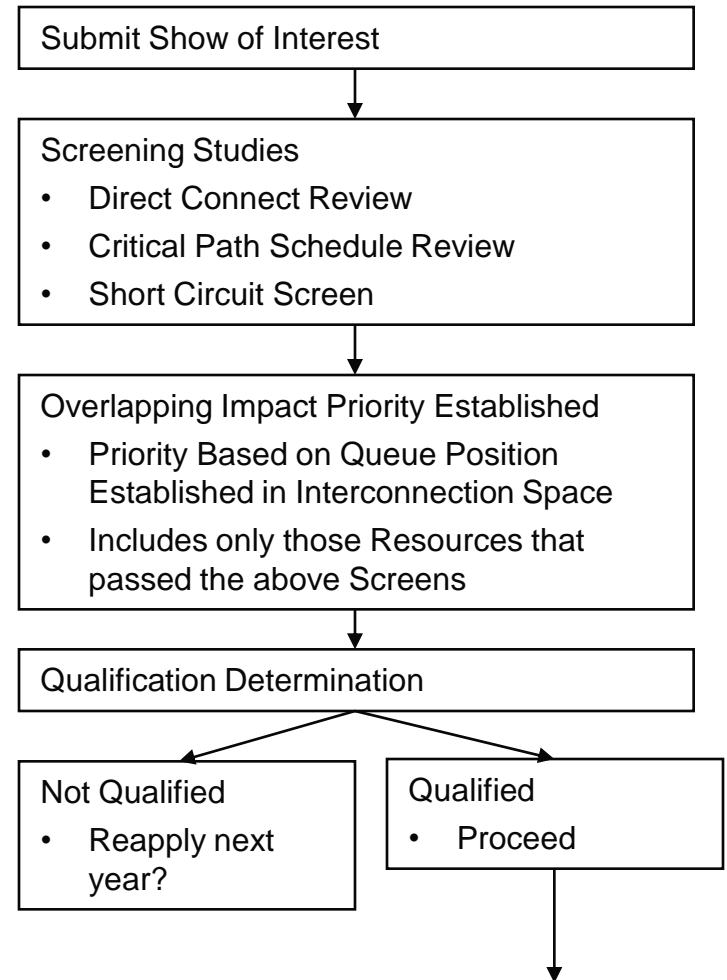 Submit Show of Interest
Screening Studies
• Direct Connect Review
• Critical Path Schedule Review
• Short Circuit Screen
Overlapping Impact Priority Established
• Priority Based on Queue Position
Established in Interconnection Space
• Includes only those Resources that
passed the above Screens
Qualification Determination
Not Qualified
• Reapply next
year?
Qualified
• Proceed